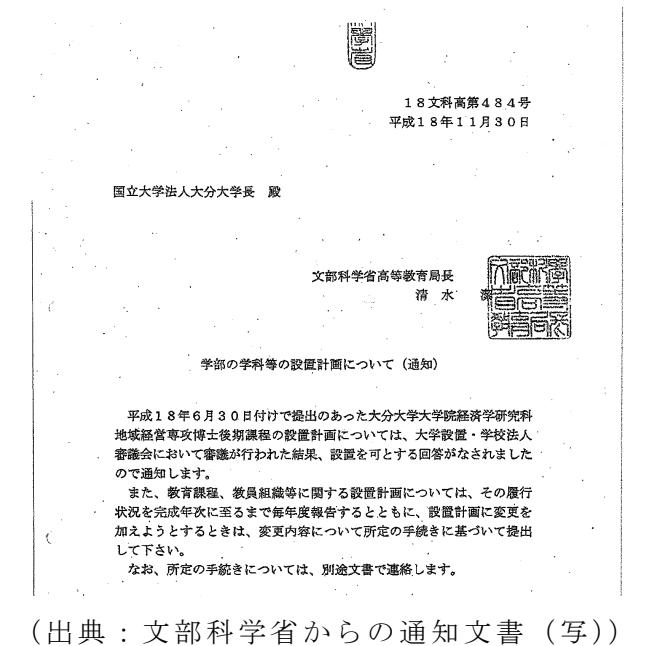 学省
18文科高第484号
平成18年11月30日
国立大学法人大分大学長　殿
文部科学省高等教育局長
清　水　　潔
学部の学科等の設置計画について（通知）
平成18年6月30日付けで提出のあった大分大学大学院経済学研究科
地域経営専攻博士後期課程の設置計画については、大学設置・学校法人
審議会において審議が行われた結果、設置を可とする回答がなされました
ので通知します。
また、教育課程、教員組織等に関する設置計画については、その履行
状況を完成年次に至るまで毎年度報告するとともに、設置計画に変更を
加えようとするときは、変更内容について所定の手続きに基づいて提出
して下さい。
なお、所定の手続きについては、別途文書で連絡します。
（出典：文部科学省からの通知文書（写））